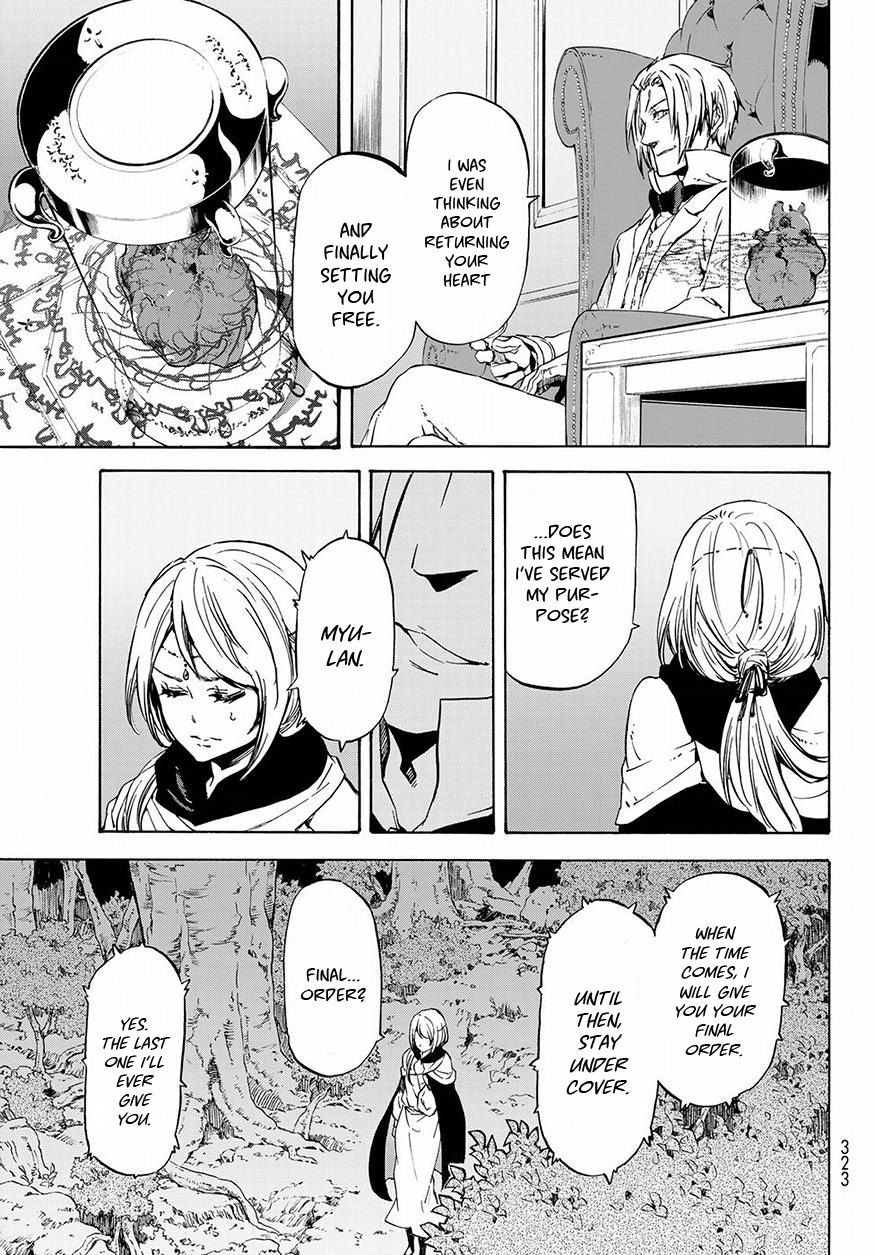 I WAS
EVEN
THINKING
ABOUT
RETURNING
YOUR
HEART
AND
FINALLY
SETTING
YOU
FREE.
...DOES
THIS MEAN
I'VE SERVED
MY PUR-
POSE?
MYU-
LAN.
WHEN
THE TIME
COMES, I
WILL GIVE
YOU YOUR
FINAL
ORDER.
UNTIL
THEN,
STAY
UNDER
COVER.
FINAL...
ORDER?
YES.
THE LAST
ONE I'LL
EVER
GIVE
YOU.
323